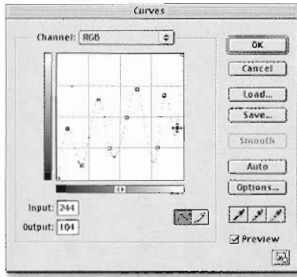 Curves
Channel: RGB
OK
Cancel
Load...
Save...
Smooth
Auto
Options...
Input: 244
Output: 104
Preview